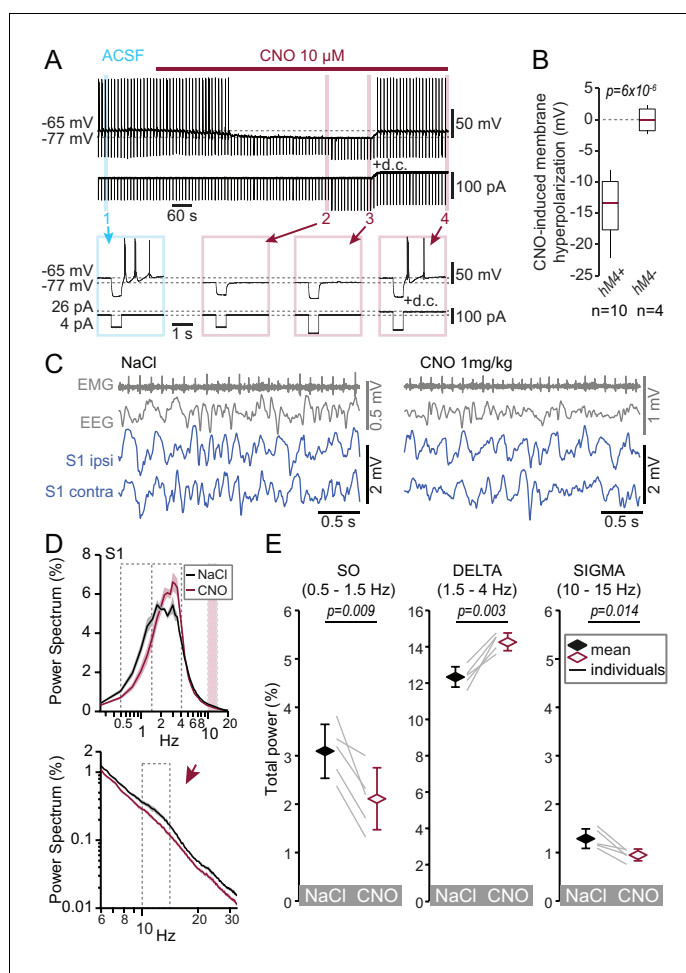 A
ACSF
CNO 10 µM
-65 mV
-77 mV
50 mV
+d.c.
100 pA
60 s
1
2
3
4
-65 mV
-77 mV
50 mV
+d.c.
26 pA
4 pA
100 pA
1 s
B
p=6x10-6
CNO-induced membrane
hyperpolarization (mV)
5
0
-5
-10
-15
-20
-25
hM4+
hM4-
n=10
n=4
C
NaCl
CNO 1mg/kg
EMG
EEG
S1 ipsi
S1 contra
0.5 mV
2 mV
0.5 s
1 mV
2 mV
0.5 s
D
S1
NaCl
CNO
Power Spectrum (%)
8
6
4
2
0
0.5 1 2 4 6 8 10 20
Hz
Power Spectrum (%)
2
1
0.1
0.01
6 10 20 30
Hz
E
SO
(0.5 - 1.5 Hz)
p=0.009
Total power (%)
6
5
4
3
2
1
0
NaCl CNO
DELTA
(1.5 - 4 Hz)
p=0.003
16
14
12
10
8
6
4
2
0
NaCl CNO
SIGMA
(10 - 15 Hz)
p=0.014
mean
individuals
6
5
4
3
2
1
0
NaCl CNO